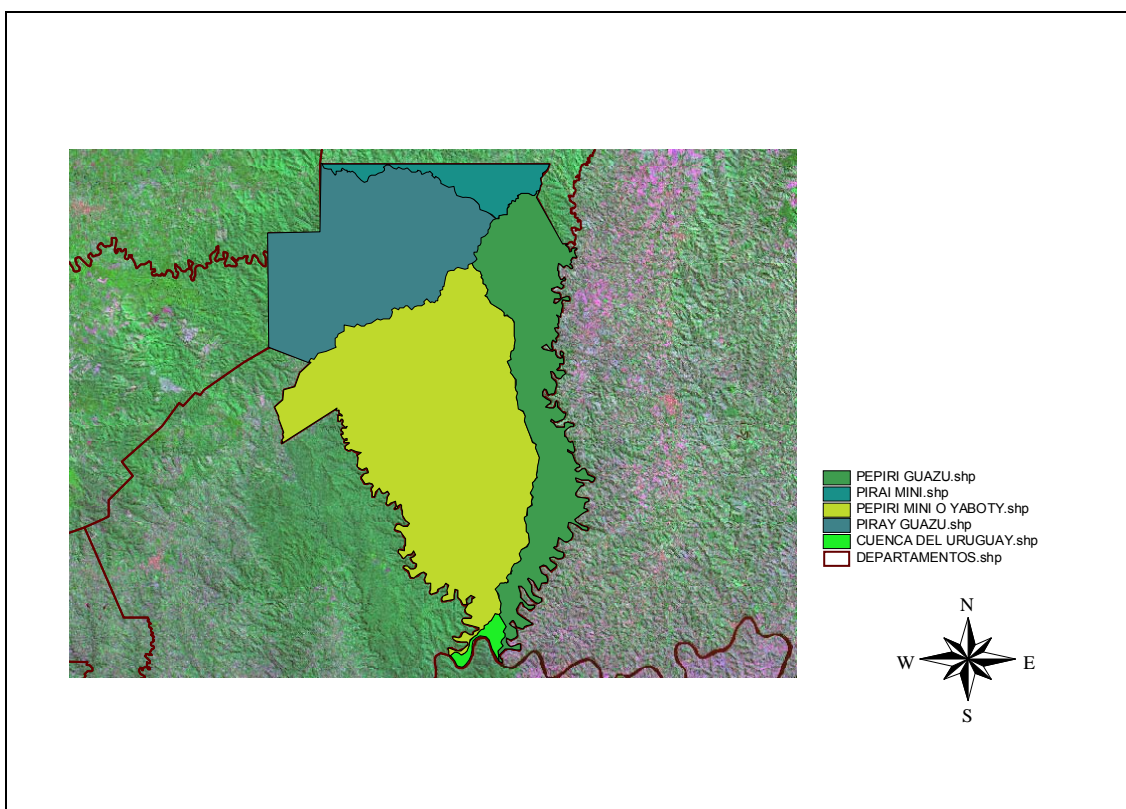 PEPIRI GUAZU.shp
PIRAI MINI.shp
PEPIRI MINI O YABOTY.shp
PIRAY GUAZU.shp
CUENCA DEL URUGUAY.shp
DEPARTAMENTOS.shp
N
W E
S